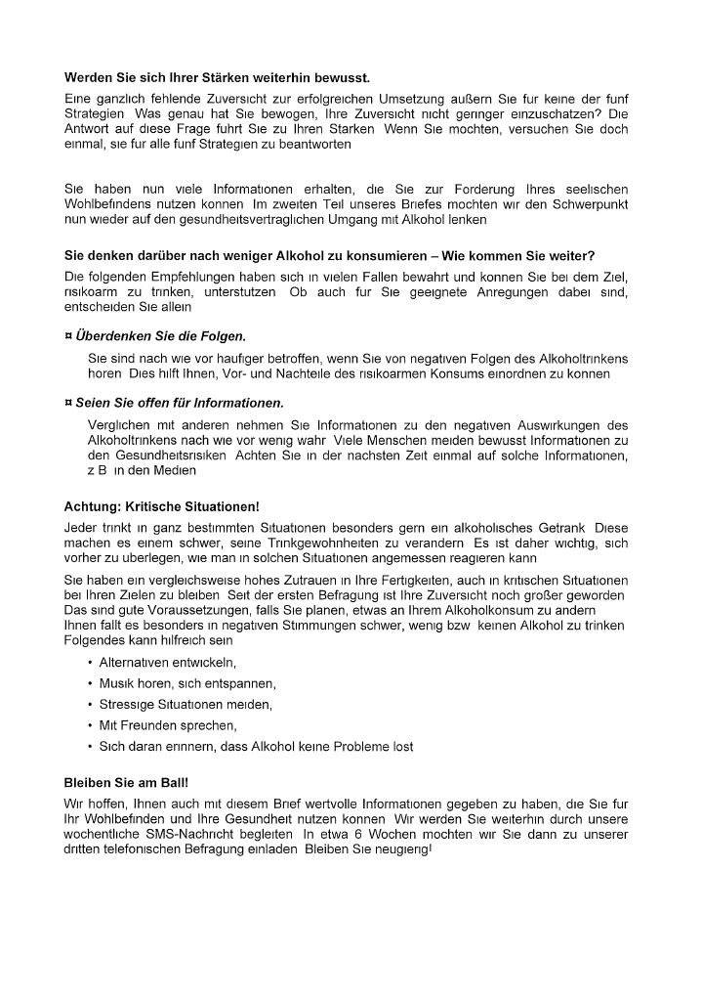 Werden Sie sich Ihrer Stärken weiterhin bewusst.
Eine ganzlich fehlende Zuversicht zur erfolgreichen Umsetzung außern Sie fur keine der funf
Strategien Was genau hat Sie bewogen, Ihre Zuversicht nicht geringer einzuschatzen? Die
Antwort auf diese Frage fuhrt Sie zu Ihren Starken Wenn Sie mochten, versuchen Sie doch
einmal, sie fur alle funf Strategien zu beantworten
Sie haben nun viele Informationen erhalten, die Sie zur Forderung Ihres seelischen
Wohlbefindens nutzen konnen Im zweiten Teil unseres Briefes mochten wir den Schwerpunkt
nun wieder auf den gesundheitsvertraglichen Umgang mit Alkohol lenken
Sie denken darüber nach weniger Alkohol zu konsumieren – Wie kommen Sie weiter?
Die folgenden Empfehlungen haben sich in vielen Fallen bewahrt und konnen Sie bei dem Ziel,
risikoarm zu trinken, unterstutzen Ob auch fur Sie geeignete Anregungen dabei sind,
entscheiden Sie allein
¤ Überdenken Sie die Folgen.
Sie sind nach wie vor haufiger betroffen, wenn Sie von negativen Folgen des Alkoholtrinkens
horen Dies hilft Ihnen, Vor- und Nachteile des risikoarmen Konsums einordnen zu konnen
¤ Seien Sie offen für Informationen.
Verglichen mit anderen nehmen Sie Informationen zu den negativen Auswirkungen des
Alkoholtrinkens nach wie vor wenig wahr Viele Menschen meiden bewusst Informationen zu
den Gesundheitsrisiken Achten Sie in der nachsten Zeit einmal auf solche Informationen,
z B in den Medien
Achtung: Kritische Situationen!
Jeder trinkt in ganz bestimmten Situationen besonders gern ein alkoholisches Getrank Diese
machen es einem schwer, seine Trinkgewohnheiten zu verandern Es ist daher wichtig, sich
vorher zu uberlegen, wie man in solchen Situationen angemessen reagieren kann
Sie haben ein vergleichsweise hohes Zutrauen in Ihre Fertigkeiten, auch in kritischen Situationen
bei Ihren Zielen zu bleiben Seit der ersten Befragung ist Ihre Zuversicht noch großer geworden
Das sind gute Voraussetzungen, falls Sie planen, etwas an Ihrem Alkoholkonsum zu andern
Ihnen fallt es besonders in negativen Stimmungen schwer, wenig bzw keinen Alkohol zu trinken
Folgendes kann hilfreich sein
• Alternativen entwickeln,
• Musik horen, sich entspannen,
• Stressige Situationen meiden,
• Mit Freunden sprechen,
• Sich daran erinnern, dass Alkohol keine Probleme lost
Bleiben Sie am Ball!
Wir hoffen, Ihnen auch mit diesem Brief wertvolle Informationen gegeben zu haben, die Sie fur
Ihr Wohlbefinden und Ihre Gesundheit nutzen konnen Wir werden Sie weiterhin durch unsere
wochentliche SMS-Nachricht begleiten In etwa 6 Wochen mochten wir Sie dann zu unserer
dritten telefonischen Befragung einladen Bleiben Sie neugierig!